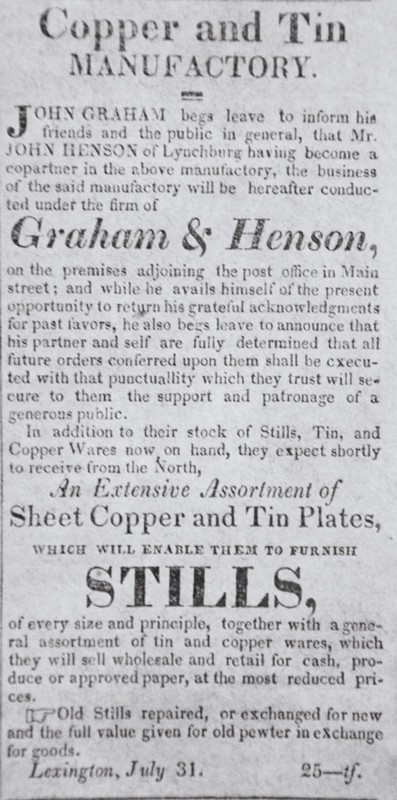 Copper and Tin
MANUFACTORY.
JOHN GRAHAM begs leave to inform his
friends and the public in general, that Mr.
JOHN HENSON of Lynchburg having become a
copartner in the above manufactory, the business
of the said manufactory will be hereafter conduc-
ted under the firm of
Graham & Henson,
on the premises adjoining the post office in Main
street; and while he avails himself of the present
opportunity to return his grateful acknowledgments
for past favors, he also begs leave to announce that
his partner and self are fully determined that all
future orders conferred upon them shall be execu-
ted with that punctuallity which they trust will se-
cure to them the support and patronage of a
generous public.
In addition to their stock of Stills, Tin, and
Copper Wares now on hand, they expect shortly
to receive from the North,
An Extensive Assortment of
Sheet Copper and Tin Plates,
WHICH WILL ENABLE THEM TO FURNISH
STILLS,
of every size and principle, together with a gene-
ral assortment of tin and copper wares, which
they will sell wholesale and retail for cash, pro-
duce or approved paper, at the most reduced pri-
ces.
☞Old Stills repaired, or exchanged for new
and the full value given for old pewter in eXchange
for goods.
Lexington, July 31. 25—tf.